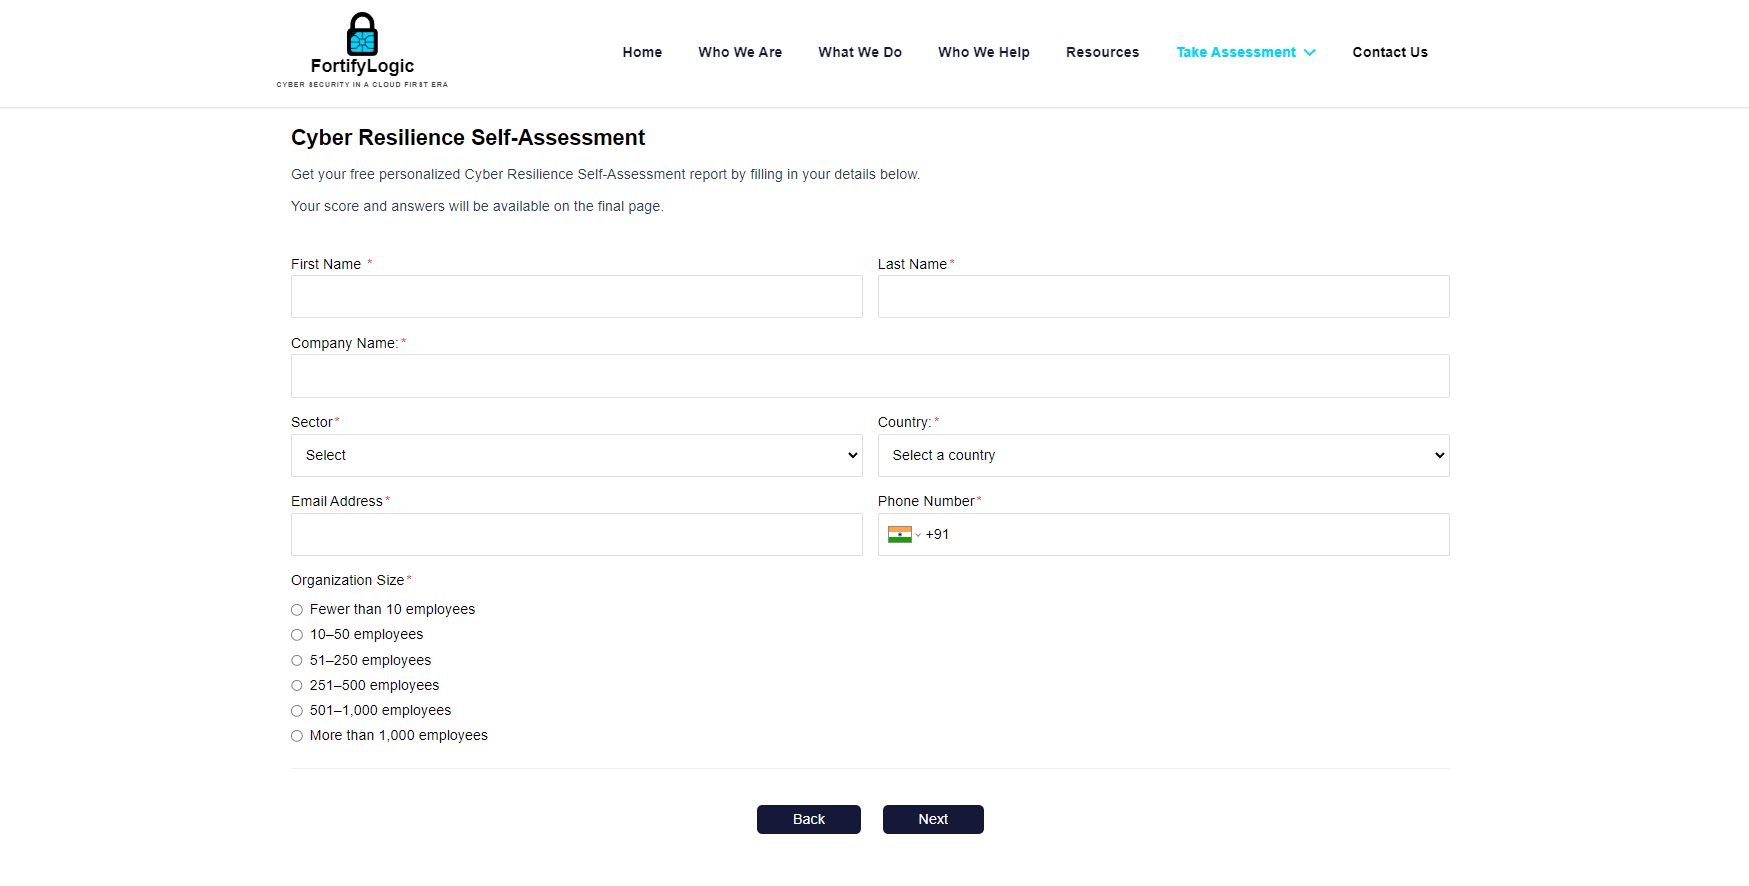 FortifyLogic
CYBER SECURITY IN A CLOUD FIRST ERA
Home Who We Are What We Do Who We Help Resources Take Assessment Contact Us
Cyber Resilience Self-Assessment
Get your free personalized Cyber Resilience Self-Assessment report by filling in your details below.
Your score and answers will be available on the final page.
First Name * Last Name*
Company Name:*
Sector* Country:*
Select Select a country
Email Address* Phone Number*
+91
Organization Size*
Fewer than 10 employees
10–50 employees
51–250 employees
251–500 employees
501–1,000 employees
More than 1,000 employees
Back Next